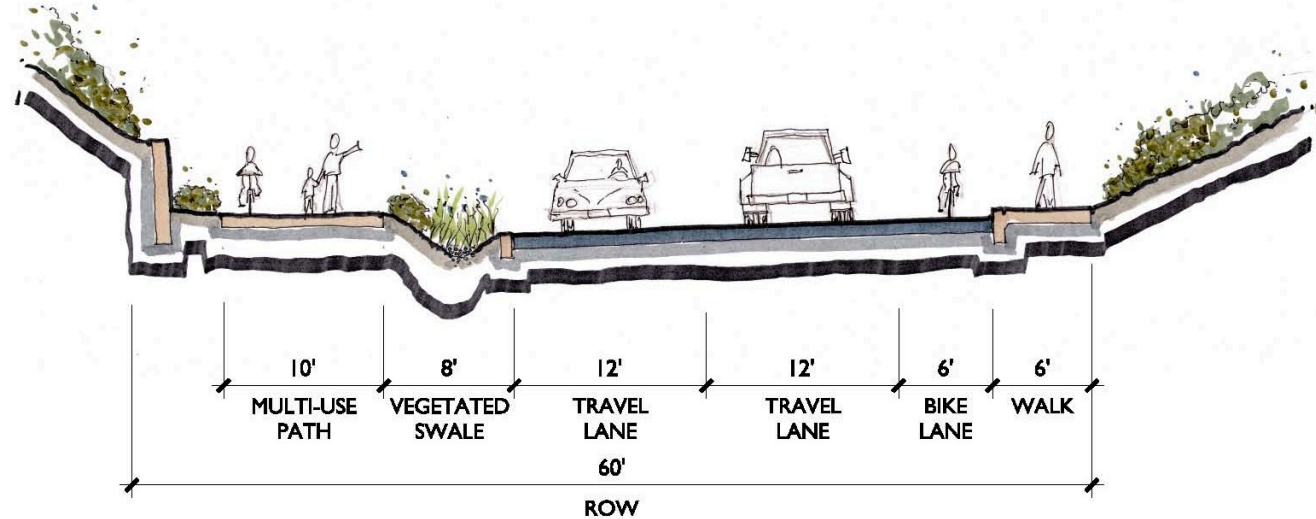 10' 8' 12' 12' 6' 6'
MULTI-USE VEGETATED TRAVEL TRAVEL BIKE WALK
PATH SWALE LANE LANE LANE
60'
ROW